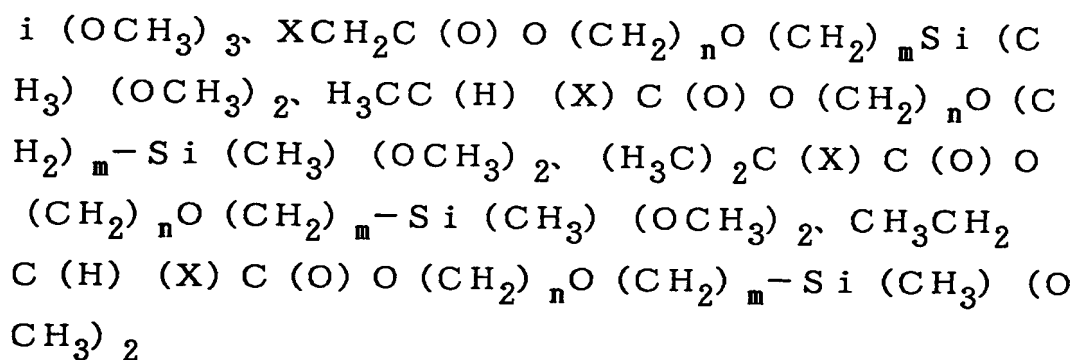 i (OCH₃)₃、XCH₂C (O) O (CH₂)ₙO (CH₂)ₘSi (C
H₃) (OCH₃)₂、H₃CC (H) (X) C (O) O (CH₂)ₙO (C
H₂)ₘ−Si (CH₃) (OCH₃)₂、(H₃C)₂C (X) C (O) O
(CH₂)ₙO (CH₂)ₘ−Si (CH₃) (OCH₃)₂、CH₃CH₂
C (H) (X) C (O) O (CH₂)ₙO (CH₂)ₘ−Si (CH₃) (O
CH₃)₂